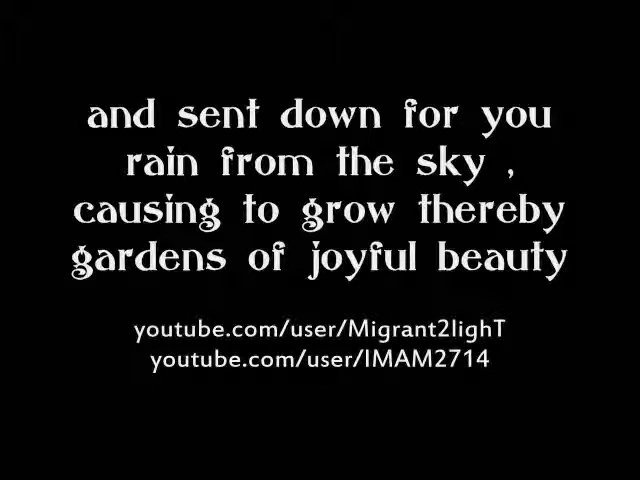 and sent down for you
rain from the sky ,
causing to grow thereby
gardens of joyful beauty
youtube.com/user/Migrant2lighT
youtube.com/user/IMAM2714